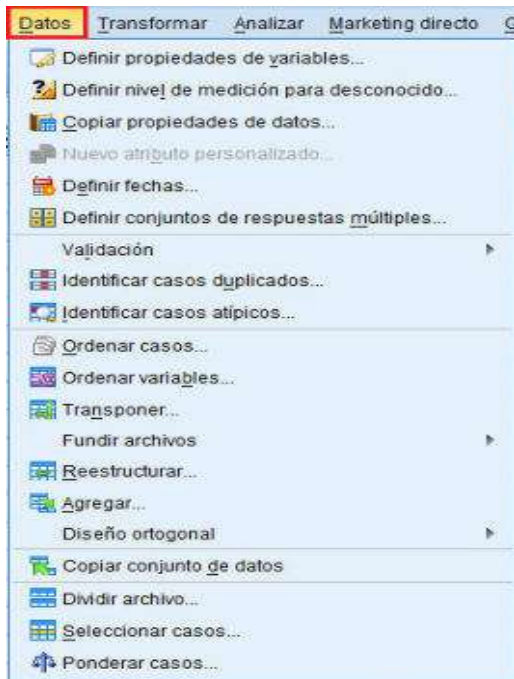 Datos Transformar Analizar Marketing directo
Definir propiedades de variables...
Definir nivel de medición para desconocido...
Copiar propiedades de datos...
Nuevo atributo personalizado...
Definir fechas...
Definir conjuntos de respuestas múltiples...
Validación
Identificar casos duplicados...
Identificar casos atípicos...
Ordenar casos...
Ordenar variables...
Transponer...
Fundir archivos
Reestructurar...
Agregar...
Diseño ortogonal
Copiar conjunto de datos
Dividir archivo...
Seleccionar casos...
Ponderar casos...